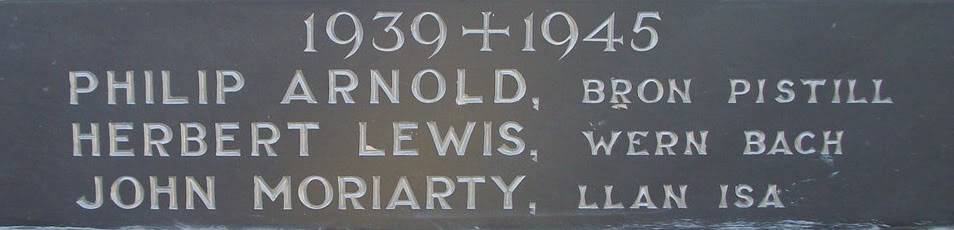 1939+1945
PHILIP ARNOLD, BRON PISTILL
HERBERT LEWIS, WERN BACH
JOHN MORIARTY, LLAN ISA